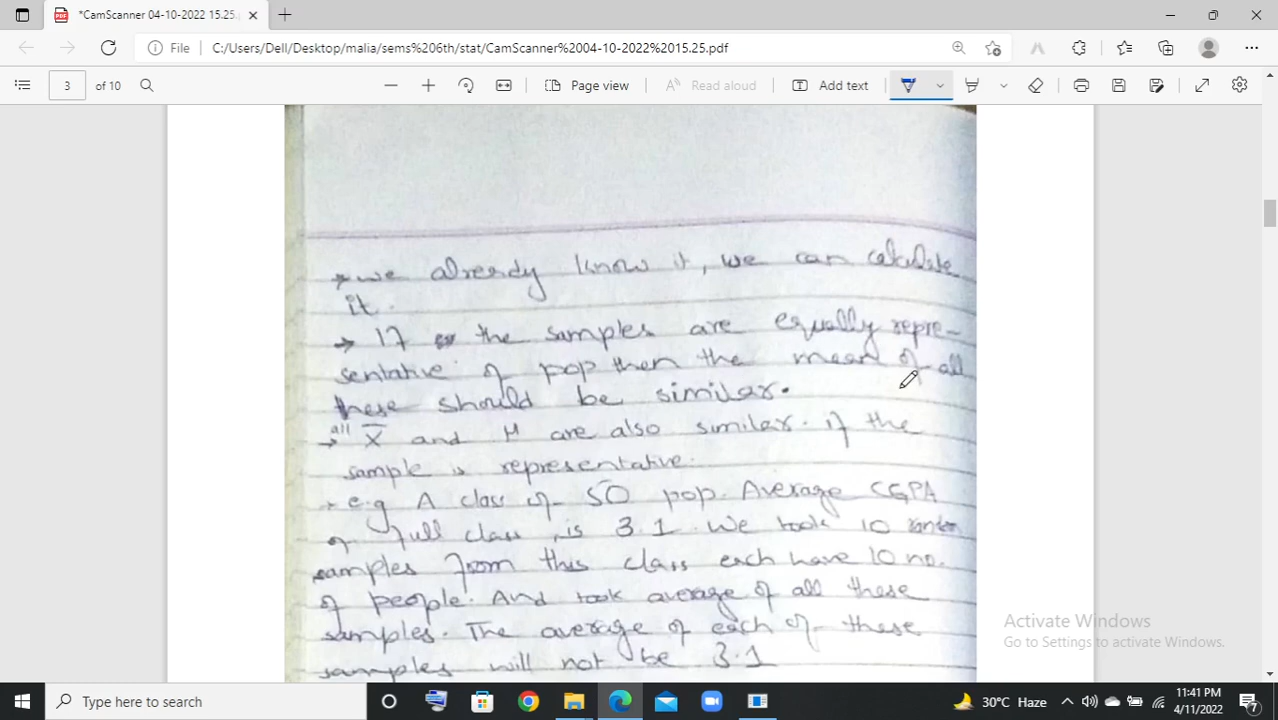 *CamScanner 04-10-2022 15.25.
File C:/Users/Dell/Desktop/malia/sems%206th/stat/CamScanner%2004-10-2022%2015.25.pdf
3 of 10 Page view Read aloud Add text
→ we already know it, we can calculate
it.
→ 17 the samples are equally repre-
sentative of pop then the mean of all
these should be similar.
→ all X̅ and μ are also similar. if the
sample is representative.
→ e.g A class of 50 pop. Average CGPA
of full class, is 3.1. We took 10
samples from this class each have 10 no.
of people. And took average of all these
samples. The average of each of these
samples will not be 3.1
Activate Windows
Go to Settings to activate Windows.
Type here to search
30°C Haze
11:41 PM
4/11/2022
7